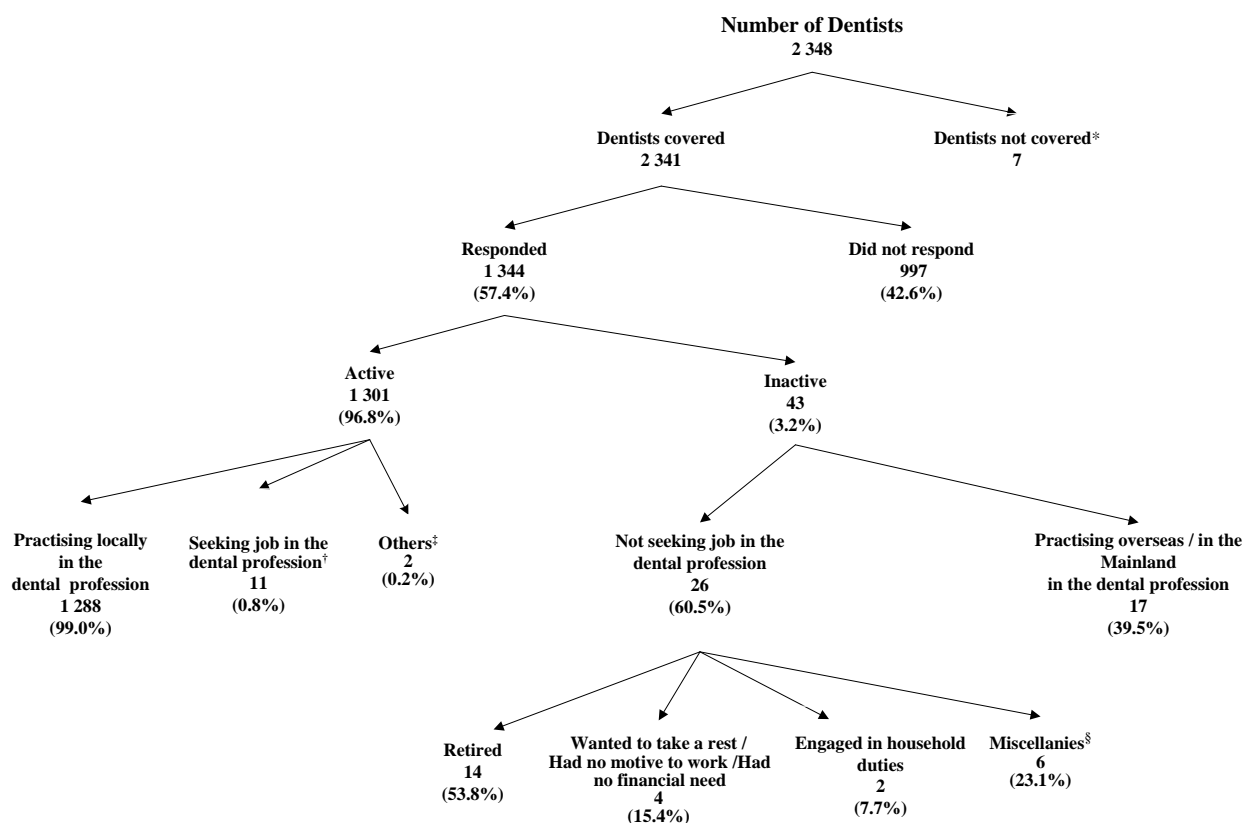 Number of Dentists
2 348
Dentists covered
2 341
Dentists not covered*
7
Responded
1 344
(57.4%)
Did not respond
997
(42.6%)
Active
1 301
(96.8%)
Inactive
43
(3.2%)
Practising locally
in the
dental profession
1 288
(99.0%)
Seeking job in the
dental profession†
11
(0.8%)
Others‡
2
(0.2%)
Not seeking job in the
dental profession
26
(60.5%)
Practising overseas / in the
Mainland
in the dental profession
17
(39.5%)
Retired
14
(53.8%)
Wanted to take a rest /
Had no motive to work /Had
no financial need
4
(15.4%)
Engaged in household
duties
2
(7.7%)
Miscellanies§
6
(23.1%)